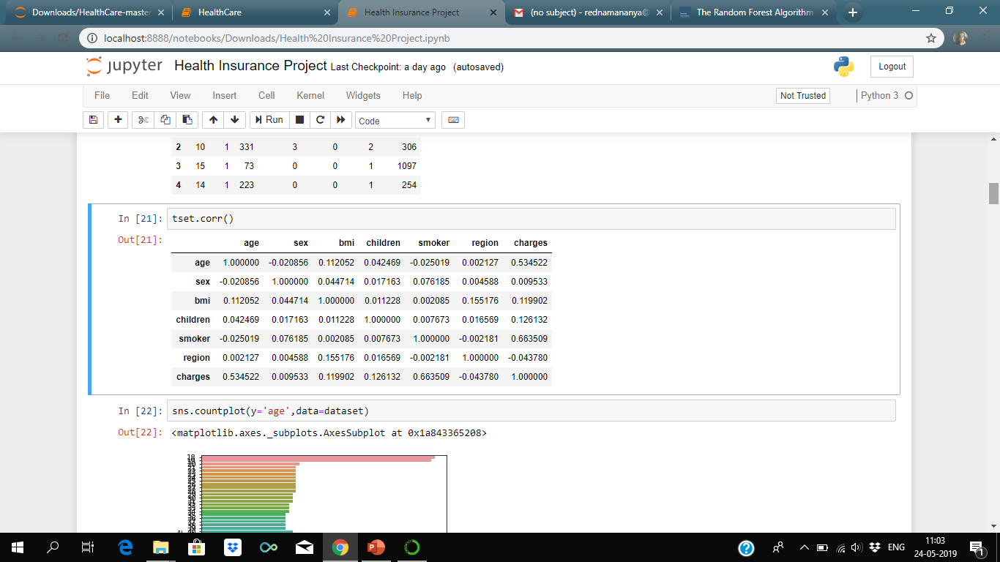 Downloads/HealthCare-master
HealthCare
Health Insurance Project
(no subject) - rednamananya@
The Random Forest Algorithm
localhost:8888/notebooks/Downloads/Health%20Insurance%20Project.ipynb
jupyter Health Insurance Project Last Checkpoint: a day ago (autosaved)
Logout
File Edit View Insert Cell Kernel Widgets Help
Not Trusted
Python 3
Run
Code
2 10 1 331 3 0 2 306
3 15 1 73 0 0 1 1097
4 14 1 223 0 0 1 254
In [21]: tset.corr()
Out[21]:
age sex bmi children smoker region charges
age 1.000000 -0.020856 0.112052 0.042469 -0.025019 0.002127 0.534522
sex -0.020856 1.000000 0.044714 0.017163 0.076185 0.004588 0.009533
bmi 0.112052 0.044714 1.000000 0.011228 0.002085 0.155176 0.119902
children 0.042469 0.017163 0.011228 1.000000 0.007673 0.016569 0.126132
smoker -0.025019 0.076185 0.002085 0.007673 1.000000 -0.002181 0.663509
region 0.002127 0.004588 0.155176 0.016569 -0.002181 1.000000 -0.043780
charges 0.534522 0.009533 0.119902 0.126132 0.663509 -0.043780 1.000000
In [22]: sns.countplot(y='age',data=dataset)
Out[22]: <matplotlib.axes._subplots.AxesSubplot at 0x1a843365208>
18
ENG
11:03
24-05-2019
1